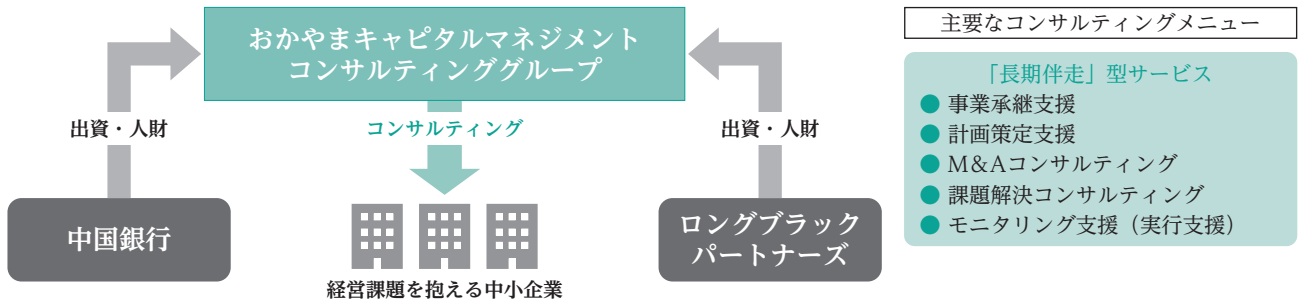 おかやまキャピタルマネジメント
コンサルティンググループ
出資・人財
コンサルティング
出資・人財
中国銀行
経営課題を抱える中小企業
ロングブラック
パートナーズ
主要なコンサルティングメニュー
「長期伴走」型サービス
● 事業承継支援
● 計画策定支援
● M&Aコンサルティング
● 課題解決コンサルティング
● モニタリング支援（実行支援）